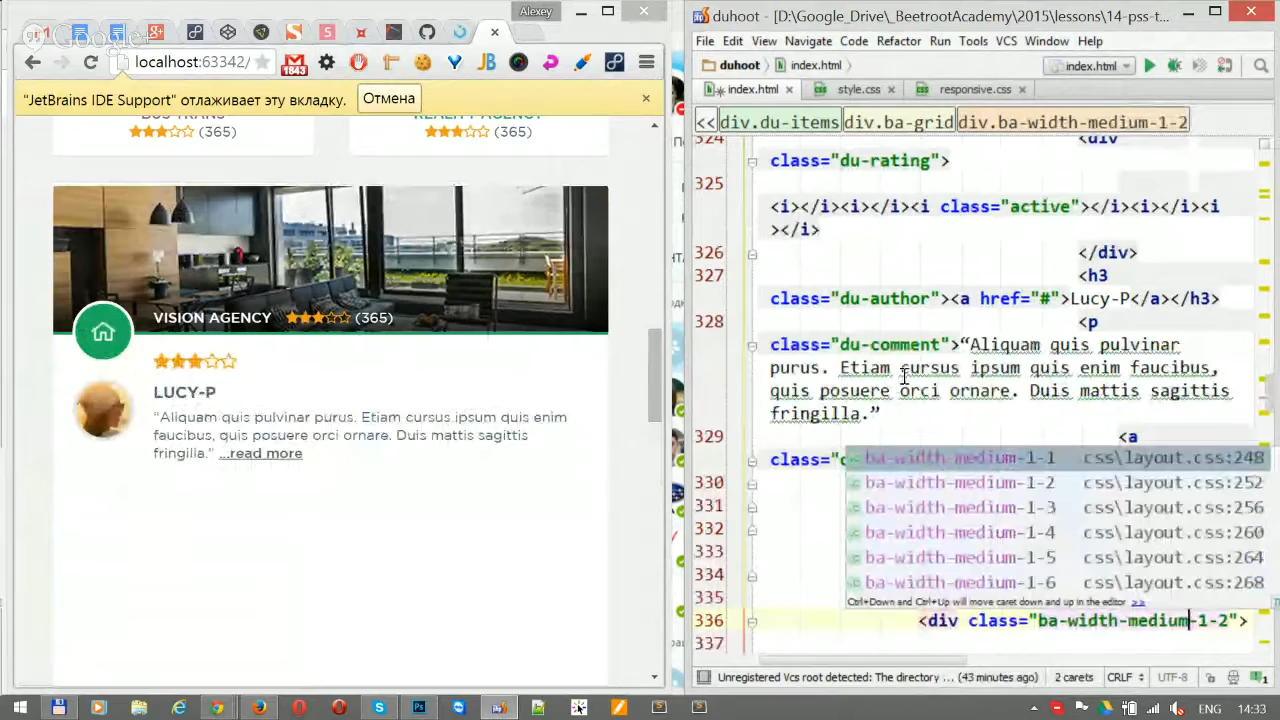 Google+
Alexey
1843
localhost:63342/
"JetBrains IDE Support" отлаживает эту вкладку.
Отмена
(365)
(365)
VISION AGENCY
(365)
LUCY-P
“Aliquam quis pulvinar purus. Etiam cursus ipsum quis enim
faucibus, quis posuere orci ornare. Duis mattis sagittis
fringilla.” ...read more
duhoot - [D:\Google_Drive\_BeetrootAcademy\2015\lessons\14-pss-t...
File Edit View Navigate Code Refactor Run Tools VCS Window Help
duhoot index.html
index.html
index.html style.css responsive.css
<< div.du-items div.ba-grid div.ba-width-medium-1-2
324 <div
class="du-rating">
325
<i></i><i></i><i class="active"></i><i></i><i
></i>
326 </div>
327 <h3
class="du-author"><a href="#">Lucy-P</a></h3>
328 <p
class="du-comment">“Aliquam quis pulvinar
purus. Etiam cursus ipsum quis enim faucibus,
quis posuere orci ornare. Duis mattis sagittis
fringilla.”
329 <a
class="
ba-width-medium-1-1 css\layout.css:248
330
ba-width-medium-1-2 css\layout.css:252
331
ba-width-medium-1-3 css\layout.css:256
332
ba-width-medium-1-4 css\layout.css:260
333
ba-width-medium-1-5 css\layout.css:264
334
ba-width-medium-1-6 css\layout.css:268
335
Ctrl+Down and Ctrl+Up will move caret down and up in the editor >>
336 <div class="ba-width-medium-1-2">
337
Unregistered Vcs root detected: The directory ... (43 minutes ago)
2 carets CRLF UTF-8
ENG 14:33